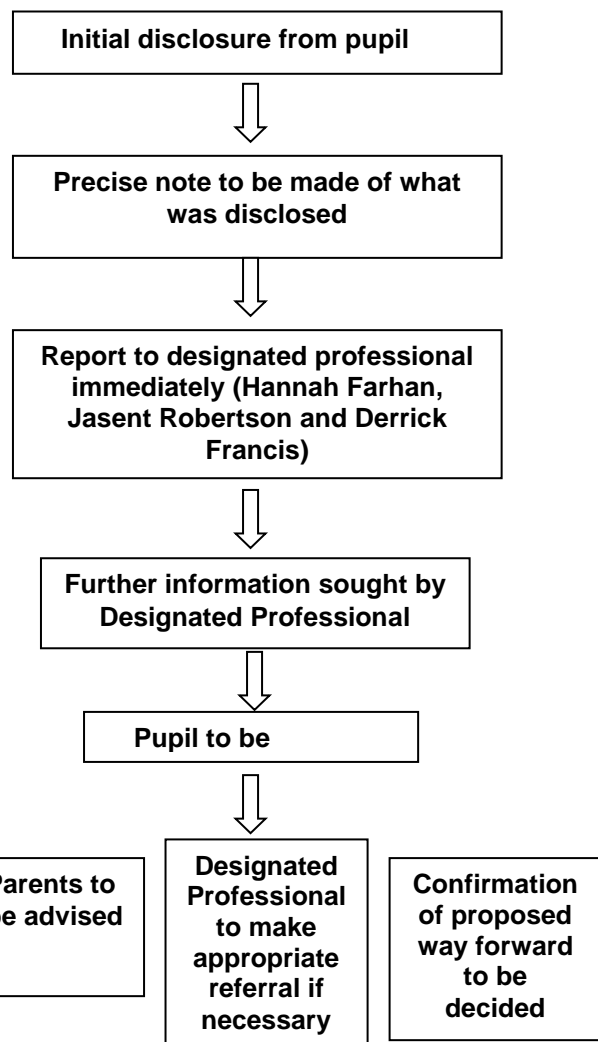 Initial disclosure from pupil
Precise note to be made of what
was disclosed
Report to designated professional
immediately (Hannah Farhan,
Jasent Robertson and Derrick
Francis)
Further information sought by
Designated Professional
Pupil to be
Parents to
be advised
Designated
Professional
to make
appropriate
referral if
necessary
Confirmation
of proposed
way forward
to be
decided